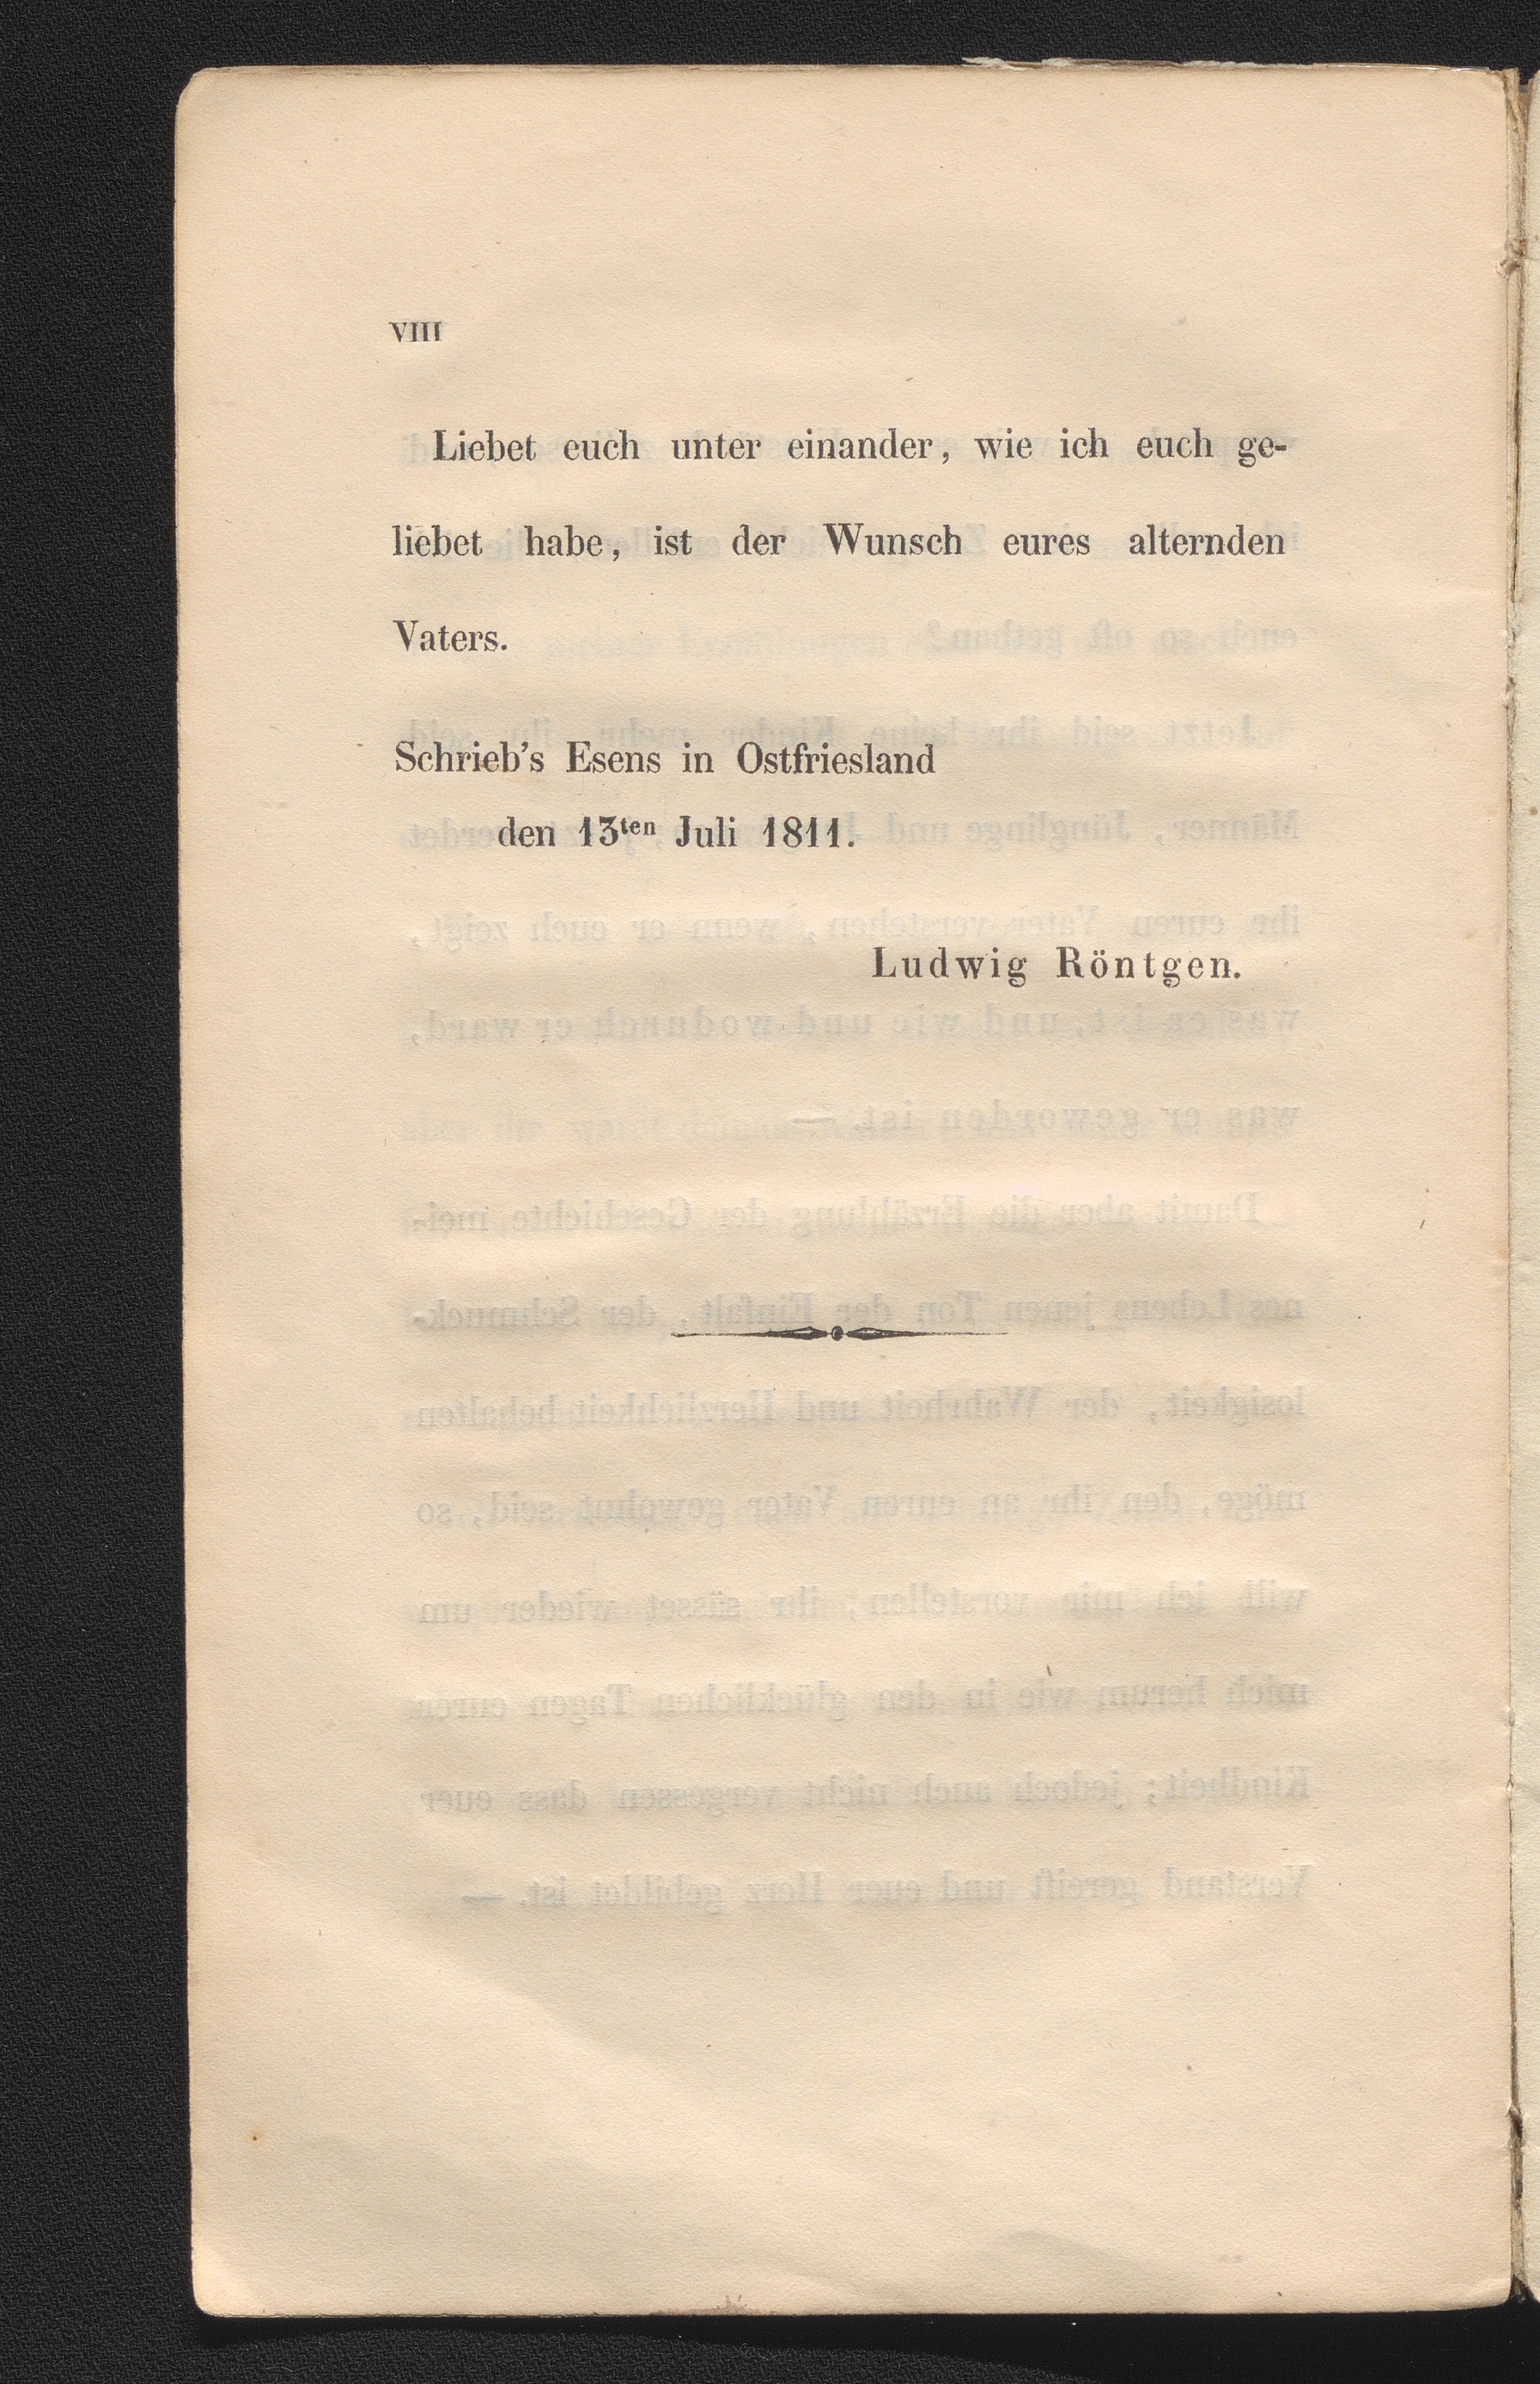 VIII
Liebet euch unter einander, wie ich euch ge-
liebet habe, ist der Wunsch eures alternden
Vaters.
Schrieb's Esens in Ostfriesland
den 13ten Juli 1811.
Ludwig Röntgen.